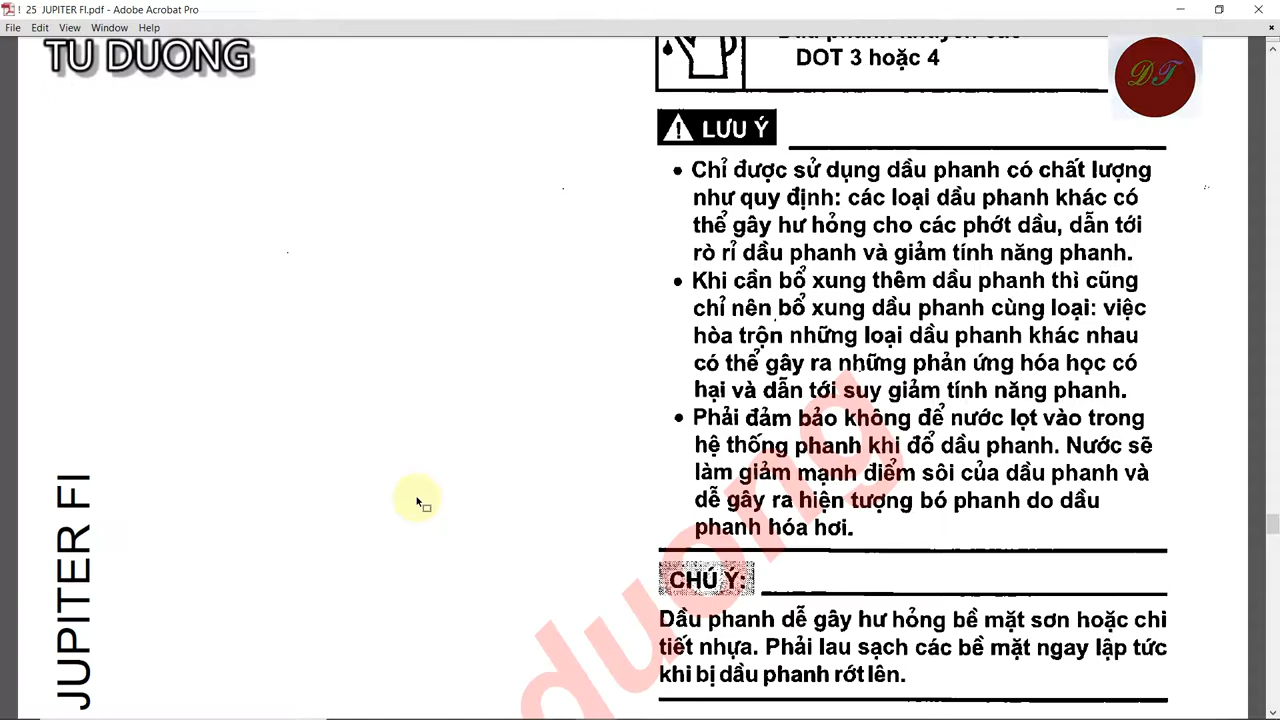 ! 25 JUPITER FI.pdf - Adobe Acrobat Pro
File Edit View Window Help
TU DUONG
DOT 3 hoặc 4
DT
LƯU Ý
• Chỉ được sử dụng dầu phanh có chất lượng
như quy định: các loại dầu phanh khác có
thể gây hư hỏng cho các phớt dầu, dẫn tới
rò rỉ dầu phanh và giảm tính năng phanh.
• Khi cần bổ xung thêm dầu phanh thì cũng
chỉ nên bổ xung dầu phanh cùng loại: việc
hòa trộn những loại dầu phanh khác nhau
có thể gây ra những phản ứng hóa học có
hại và dẫn tới suy giảm tính năng phanh.
• Phải đảm bảo không để nước lọt vào trong
hệ thống phanh khi đổ dầu phanh. Nước sẽ
làm giảm mạnh điểm sôi của dầu phanh và
dễ gây ra hiện tượng bó phanh do dầu
phanh hóa hơi.
CHÚ Ý:
Dầu phanh dễ gây hư hỏng bề mặt sơn hoặc chi
tiết nhựa. Phải lau sạch các bề mặt ngay lập tức
khi bị dầu phanh rớt lên.
JUPITER FI
duong